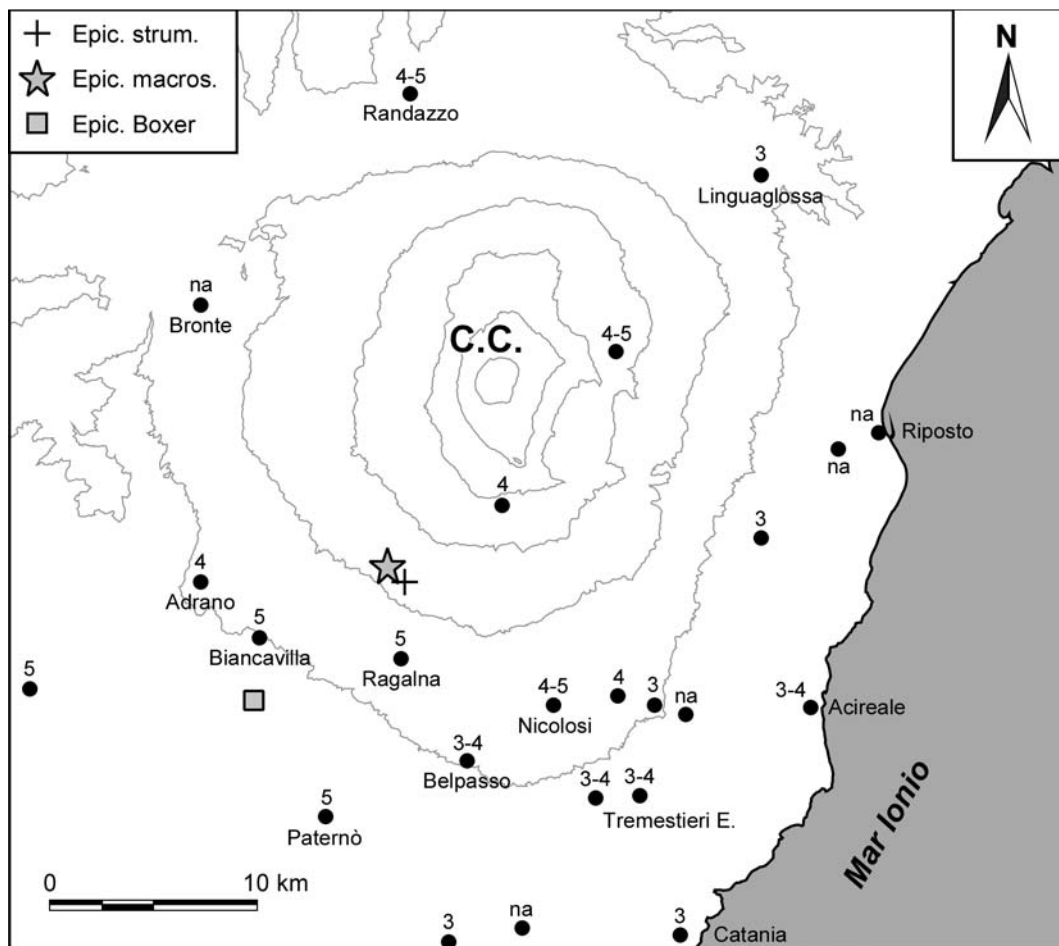 Epic. strum.
Epic. macros.
Epic. Boxer
N
4-5
Randazzo
3
Linguaglossa
na
Bronte
C.C.
4-5
na
Riposto
na
4
3
4
Adrano
5
Biancavilla
5
Ragalna
5
4-5
Nicolosi
4
3
na
3-4
Acireale
3-4
Belpasso
3-4
3-4
Tremestieri E.
5
Paternò
Mar Ionio
0
10 km
3
na
3
Catania